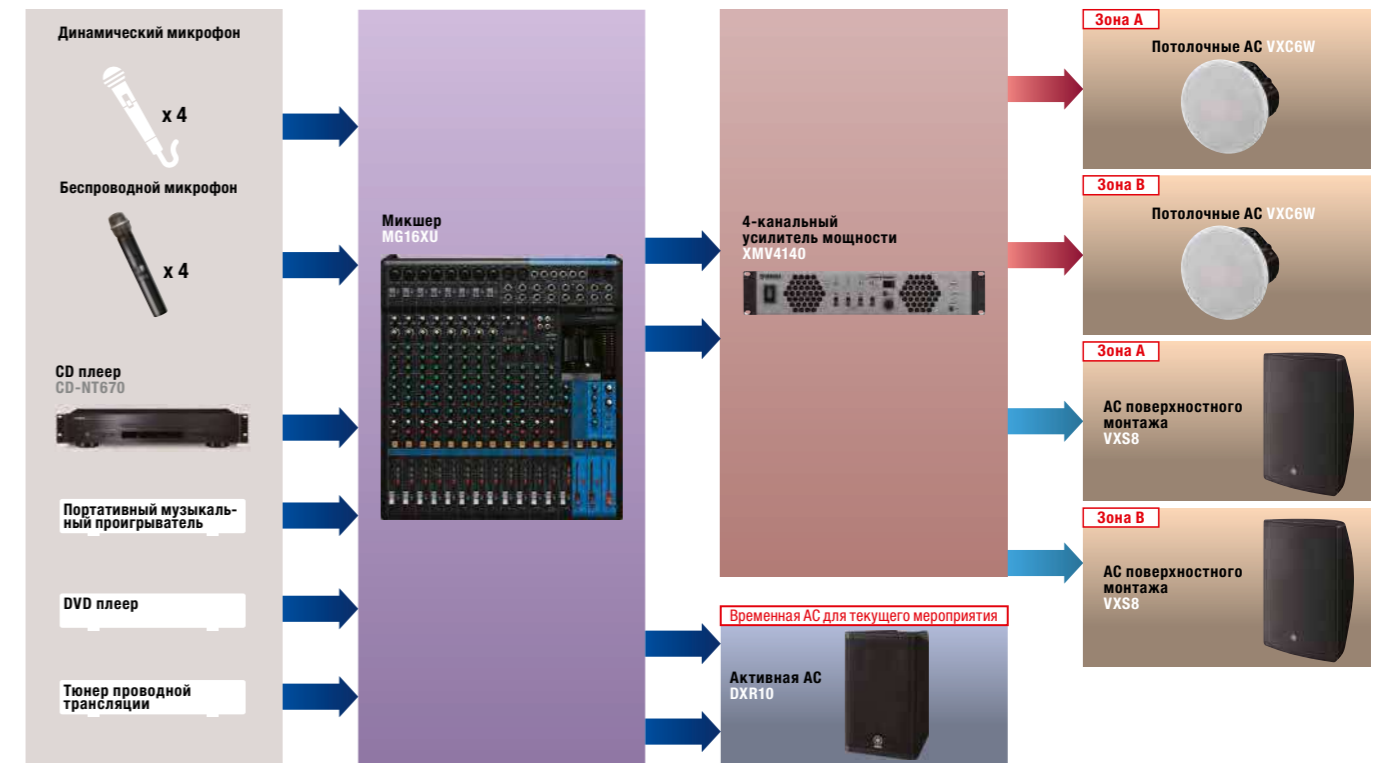 Динамический микрофон
x 4
Беспроводной микрофон
x 4
CD плеер
CD-NT670
Портативный музыкаль-
ный проигрыватель
DVD плеер
Тюнер проводной
трансляции
Микшер
MG16XU
4-канальный
усилитель мощности
XMV4140
Временная АС для текущего мероприятия
Активная АС
DXR10
Зона A
Потолочные АС VXC6W
Зона B
Потолочные АС VXC6W
Зона A
АС поверхностного
монтажа
VXS8
Зона B
АС поверхностного
монтажа
VXS8